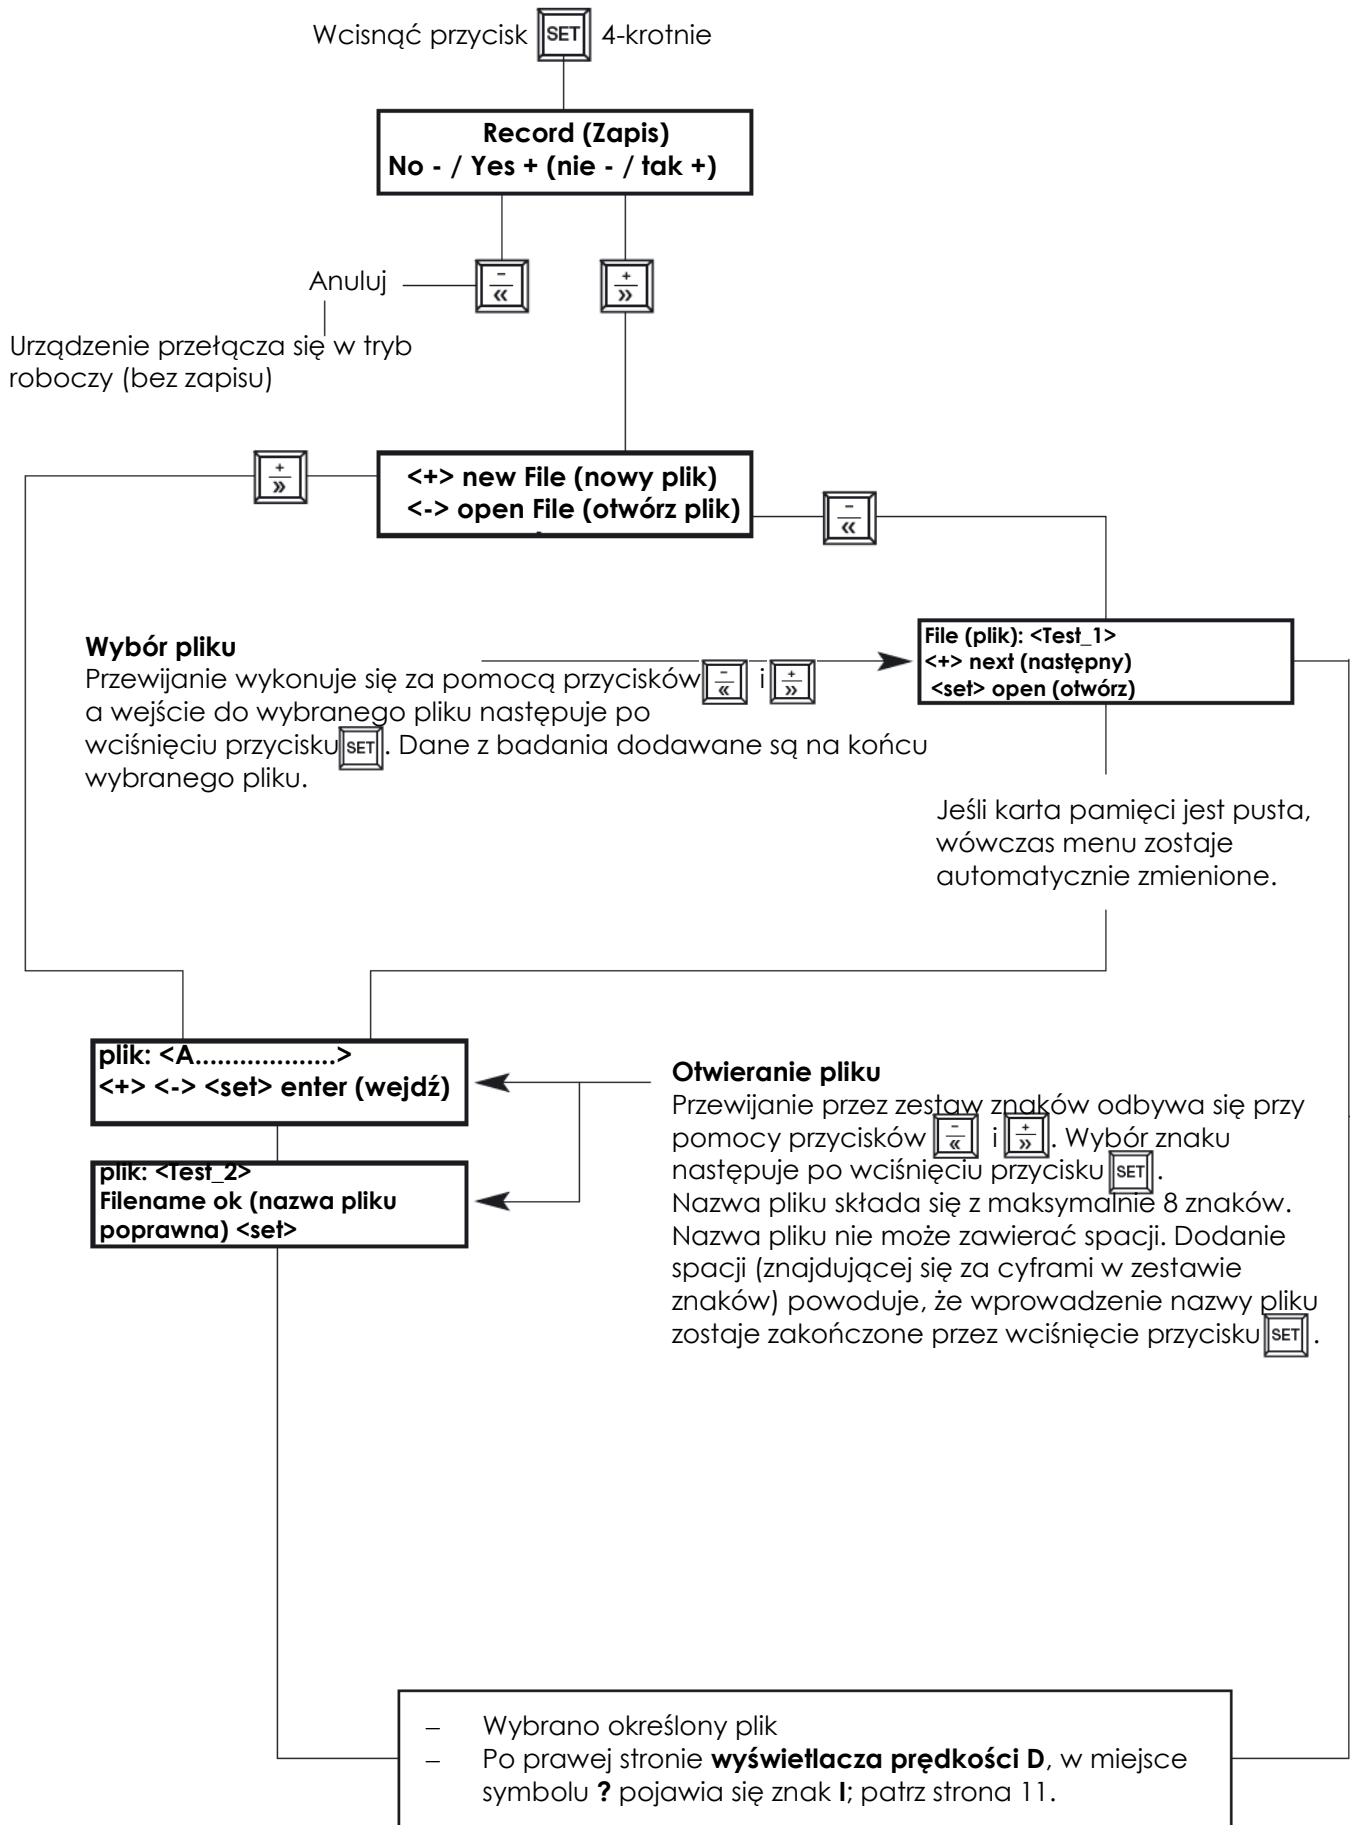 Wcisnąć przycisk SET 4-krotnie
Record (Zapis)
No - / Yes + (nie - / tak +)
- «
+ »
Anuluj
Urządzenie przełącza się w tryb
roboczy (bez zapisu)
+ »
<+> new File (nowy plik)
<-> open File (otwórz plik)
- «
Wybór pliku
Przewijanie wykonuje się za pomocą przycisków - « i + »
a wejście do wybranego pliku następuje po
wciśnięciu przycisku SET. Dane z badania dodawane są na końcu
wybranego pliku.
File (plik): <Test_1>
<+> next (następny)
<set> open (otwórz)
Jeśli karta pamięci jest pusta,
wówczas menu zostaje
automatycznie zmienione.
plik: <A...................>
<+> <-> <set> enter (wejdź)
plik: <Test_2>
Filename ok (nazwa pliku
poprawna) <set>
Otwieranie pliku
Przewijanie przez zestaw znaków odbywa się przy
pomocy przycisków - « i + ». Wybór znaku
następuje po wciśnięciu przycisku SET.
Nazwa pliku składa się z maksymalnie 8 znaków.
Nazwa pliku nie może zawierać spacji. Dodanie
spacji (znajdującej się za cyframi w zestawie
znaków) powoduje, że wprowadzenie nazwy pliku
zostaje zakończone przez wciśnięcie przycisku SET.
– Wybrano określony plik
– Po prawej stronie wyświetlacza prędkości D, w miejsce
symbolu ? pojawia się znak I; patrz strona 11.